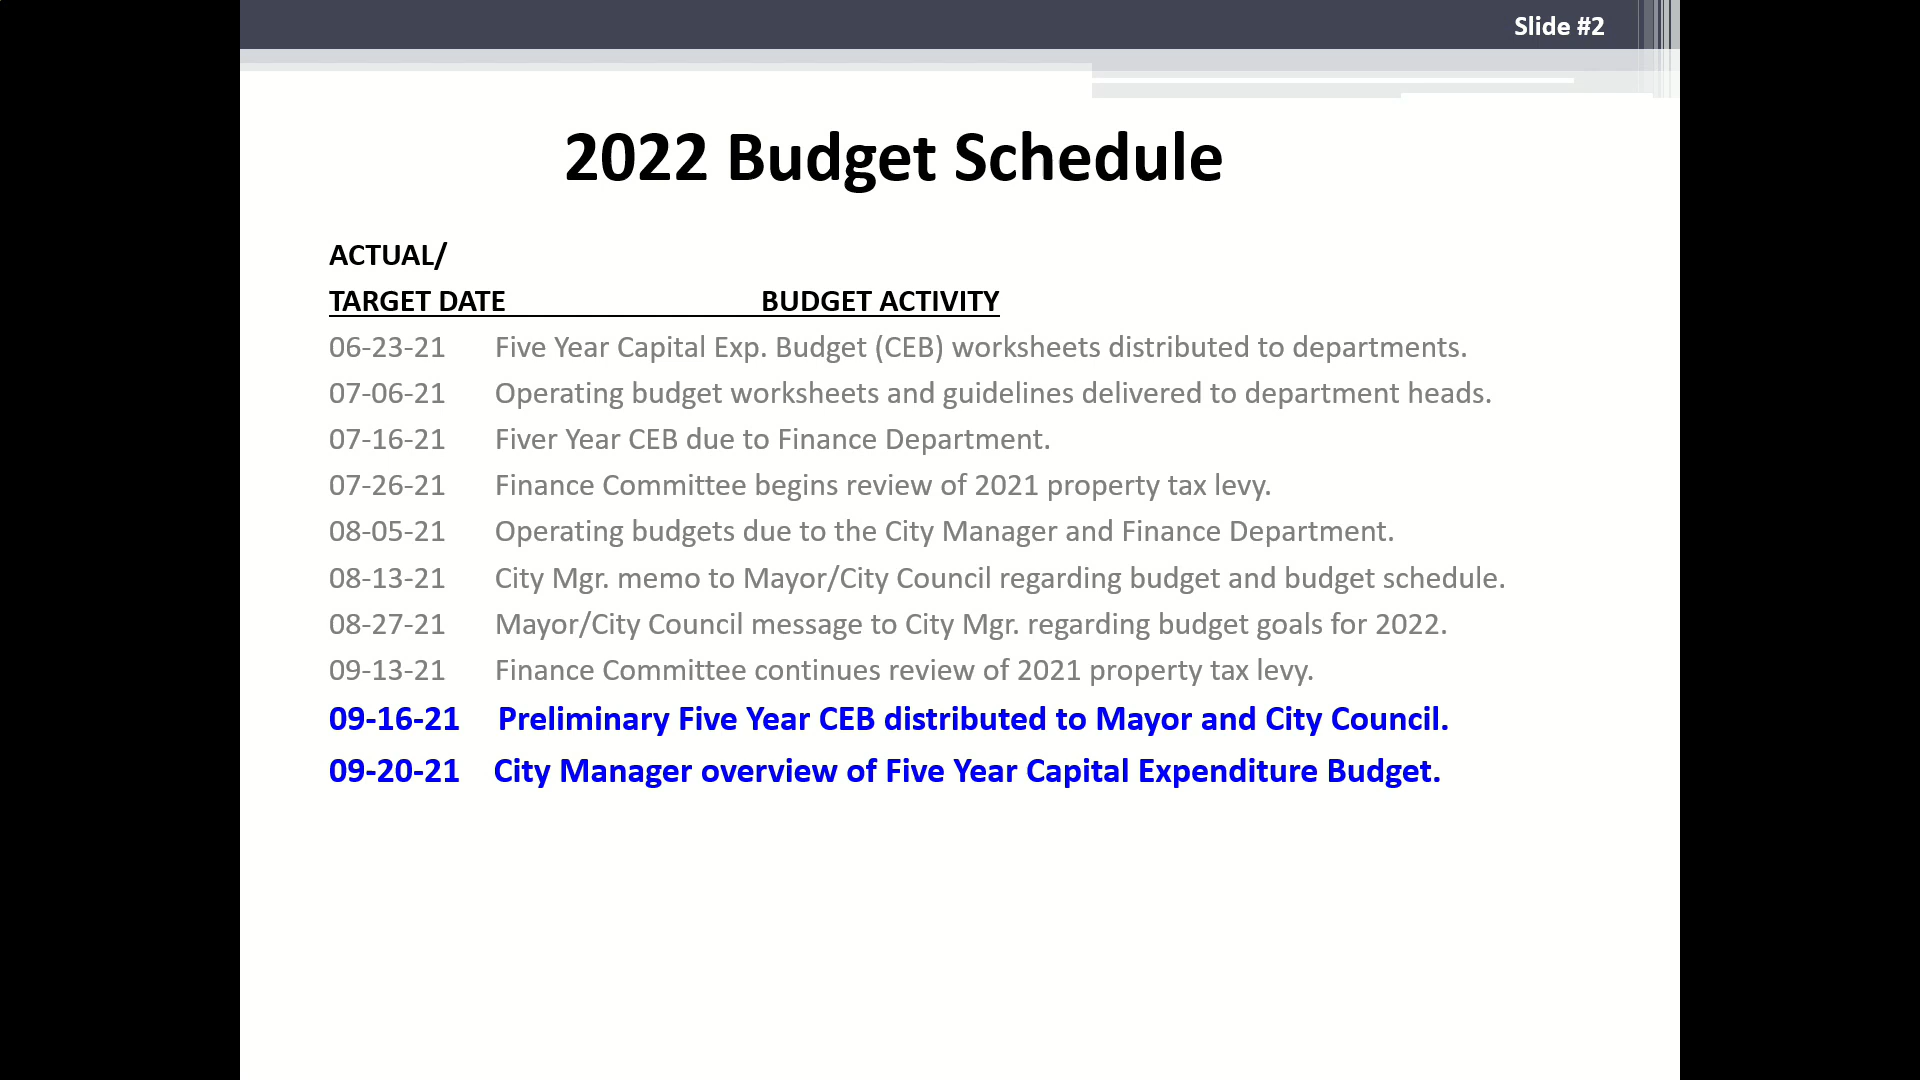 Slide #2
2022 Budget Schedule
ACTUAL/
TARGET DATE BUDGET ACTIVITY
06-23-21 Five Year Capital Exp. Budget (CEB) worksheets distributed to departments.
07-06-21 Operating budget worksheets and guidelines delivered to department heads.
07-16-21 Fiver Year CEB due to Finance Department.
07-26-21 Finance Committee begins review of 2021 property tax levy.
08-05-21 Operating budgets due to the City Manager and Finance Department.
08-13-21 City Mgr. memo to Mayor/City Council regarding budget and budget schedule.
08-27-21 Mayor/City Council message to City Mgr. regarding budget goals for 2022.
09-13-21 Finance Committee continues review of 2021 property tax levy.
09-16-21 Preliminary Five Year CEB distributed to Mayor and City Council.
09-20-21 City Manager overview of Five Year Capital Expenditure Budget.